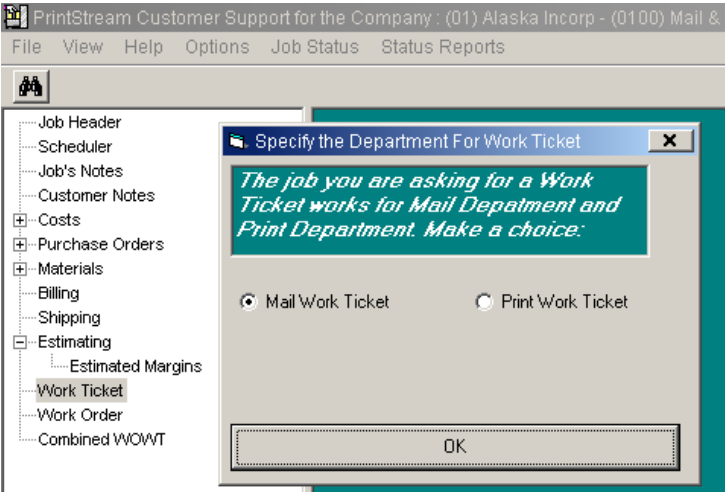 PrintStream Customer Support for the Company : (01) Alaska Incorp - (0100) Mail &
File View Help Options Job Status Status Reports
Job Header
Scheduler
Job's Notes
Customer Notes
Costs
Purchase Orders
Materials
Billing
Shipping
Estimating
Estimated Margins
Work Ticket
Work Order
Combined WOWT
Specify the Department For Work Ticket
The job you are asking for a Work
Ticket works for Mail Depatment and
Print Department. Make a choice:
Mail Work Ticket
Print Work Ticket
OK